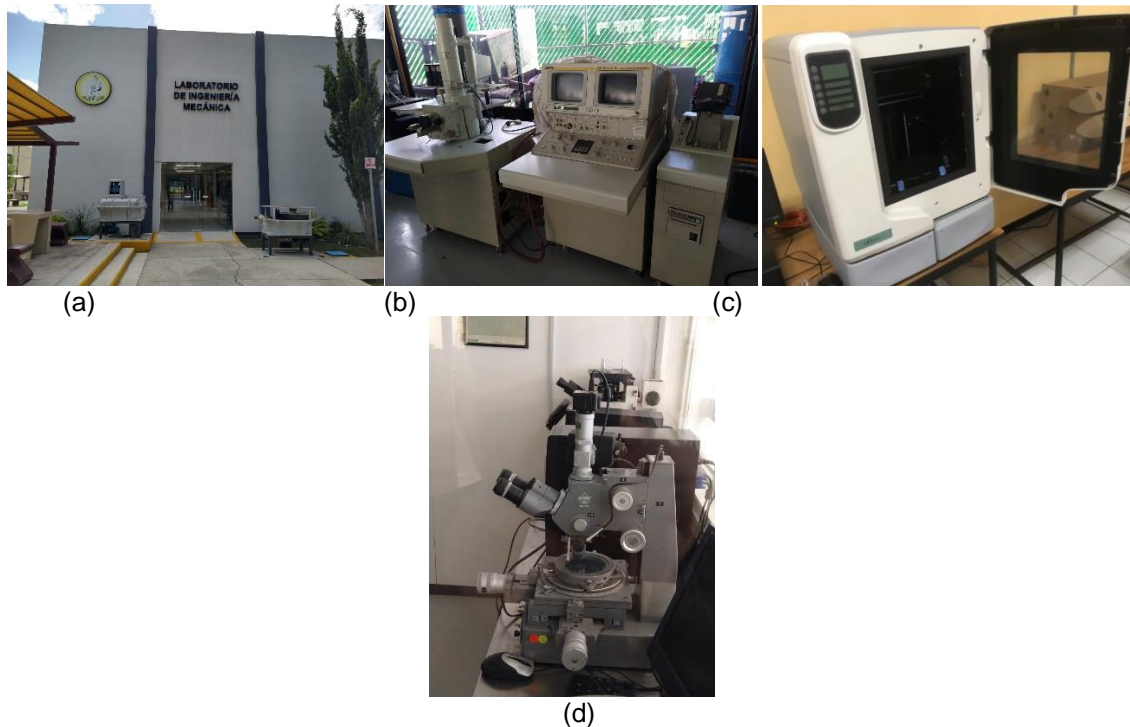 LABORATORIO
DE INGENIERÍA
MECÁNICA
(a)
(b)
(c)
(d)